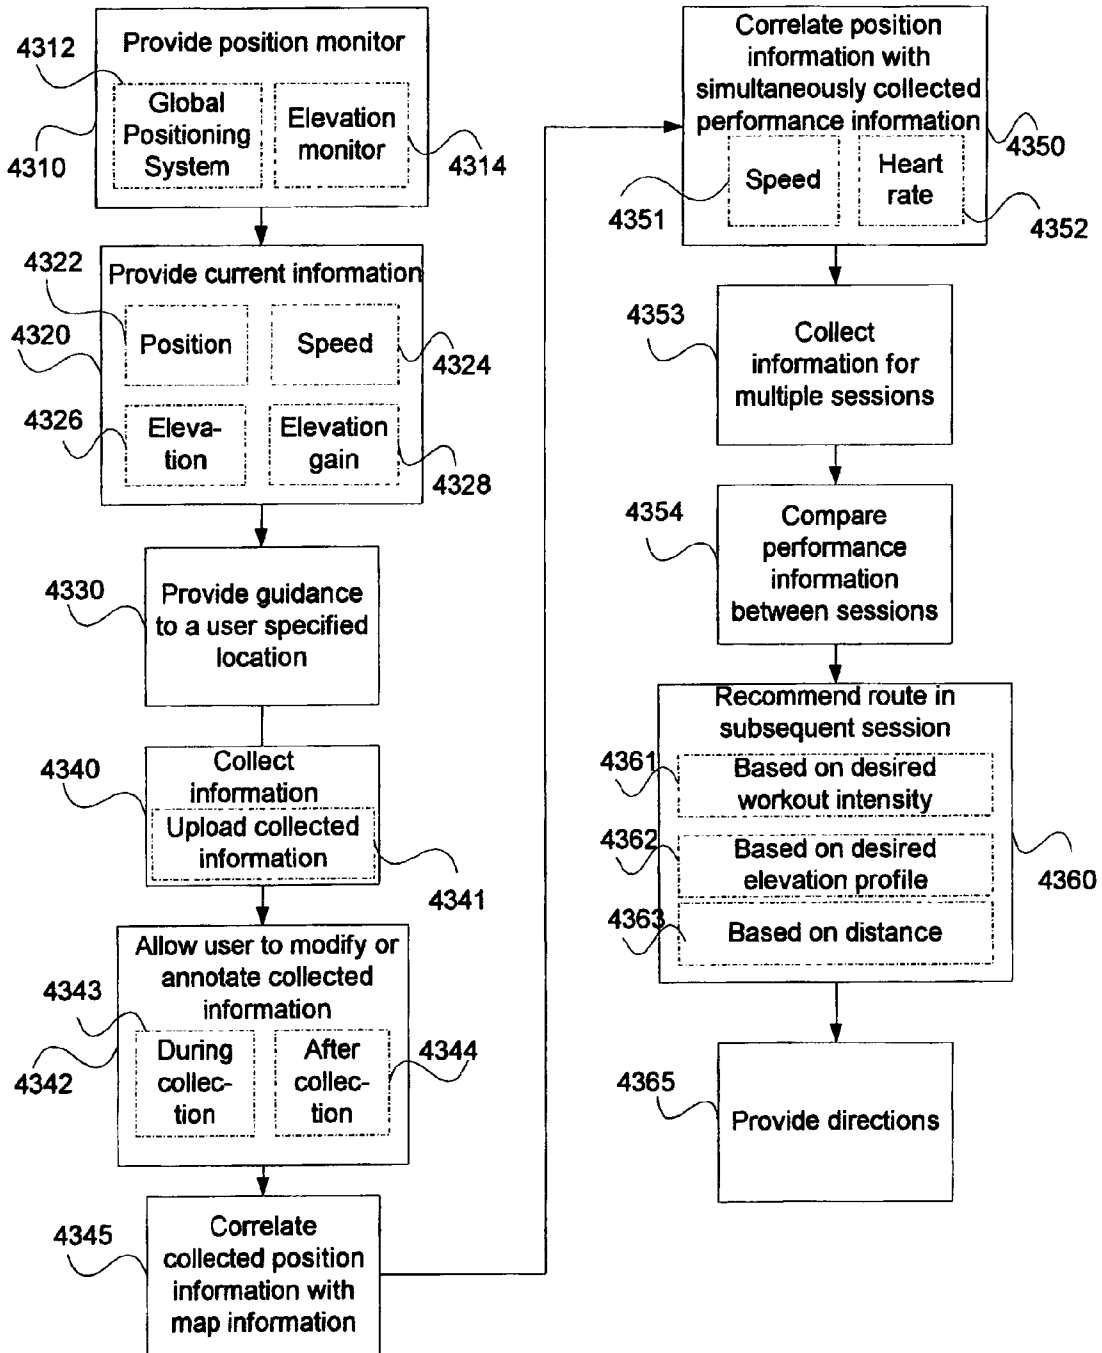 Provide position monitor
4312
Global
Positioning
System
Elevation
monitor
4310
4314
Provide current information
4322
4320
Position
Speed
4324
4326
Eleva-
tion
Elevation
gain
4328
4330
Provide guidance
to a user specified
location
4340
Collect
information
Upload collected
information
4341
Allow user to modify or
annotate collected
information
4343
4342
During
collec-
tion
After
collec-
tion
4344
4345
Correlate
collected position
information with
map information
Correlate position
information with
simultaneously collected
performance information
4350
4351
Speed
Heart
rate
4352
4353
Collect
information for
multiple sessions
4354
Compare
performance
information
between sessions
Recommend route in
subsequent session
4361
Based on desired
workout intensity
4362
Based on desired
elevation profile
4360
4363
Based on distance
4365
Provide directions